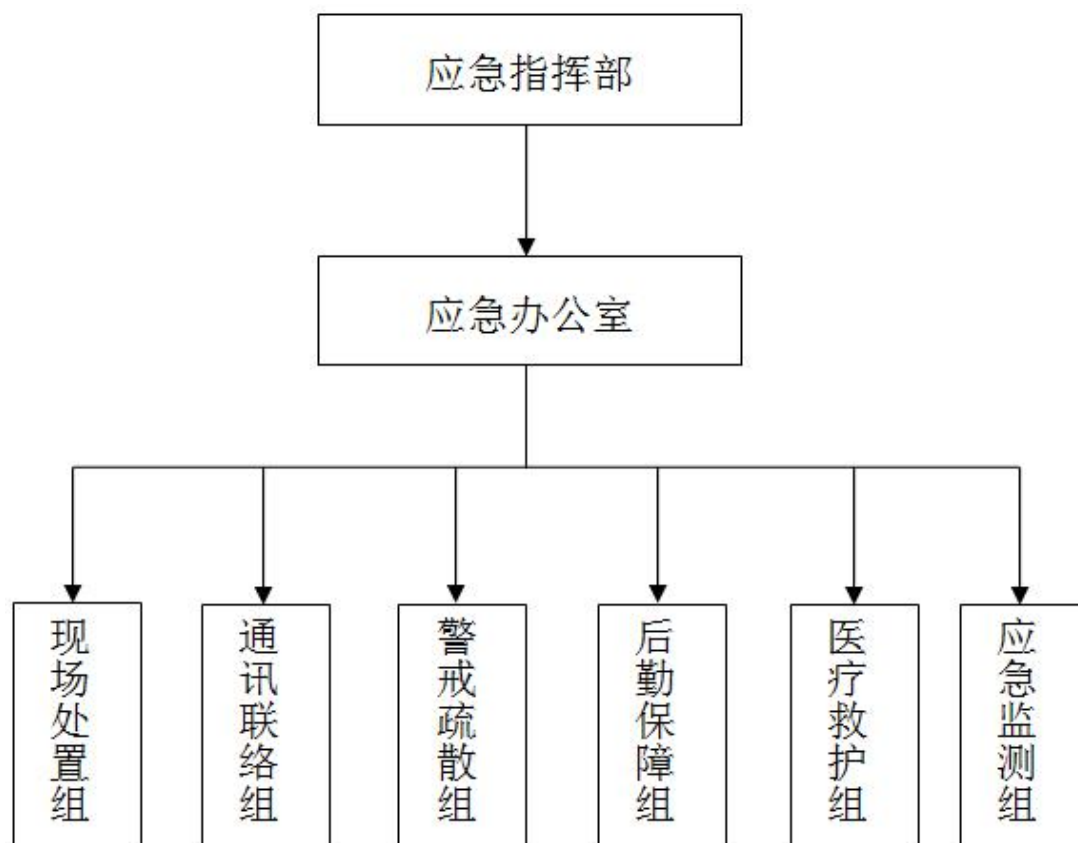 应急指挥部
应急办公室
现场处置组
通讯联络组
警戒疏散组
后勤保障组
医疗救护组
应急监测组